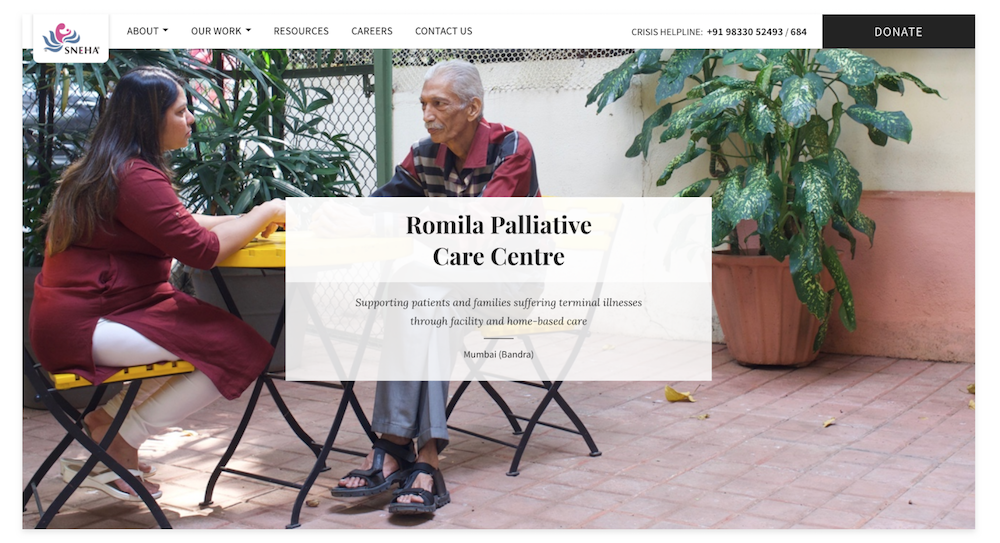 SNEHA
ABOUT OUR WORK RESOURCES CAREERS CONTACT US CRISIS HELPLINE: +91 98330 52493 / 684 DONATE
Romila Palliative
Care Centre
Supporting patients and families suffering terminal illnesses
through facility and home-based care
Mumbai (Bandra)